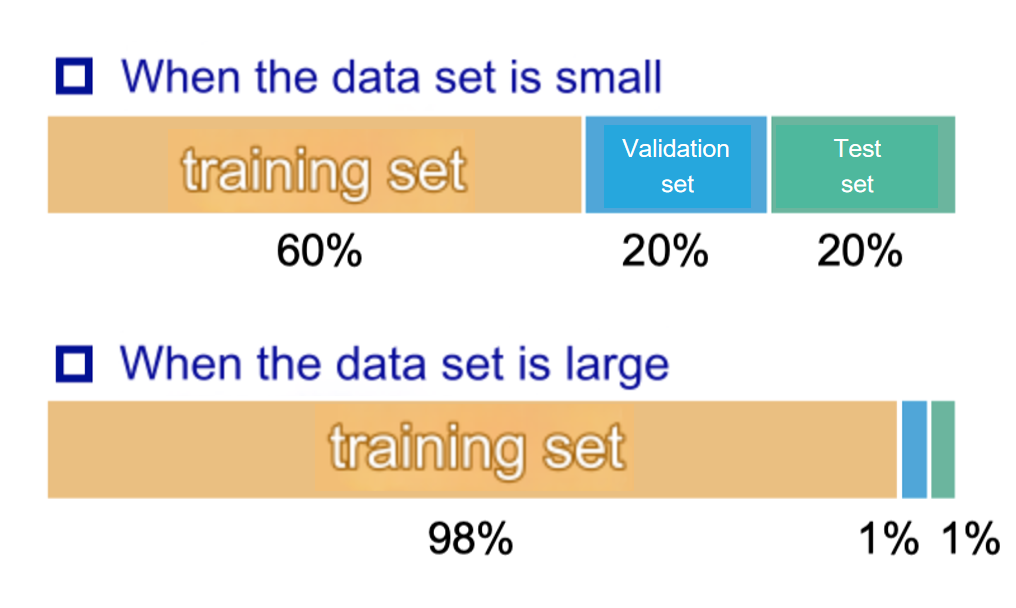 When the data set is small
training set
Validation
set
Test
set
60%
20%
20%
When the data set is large
training set
98%
1%
1%